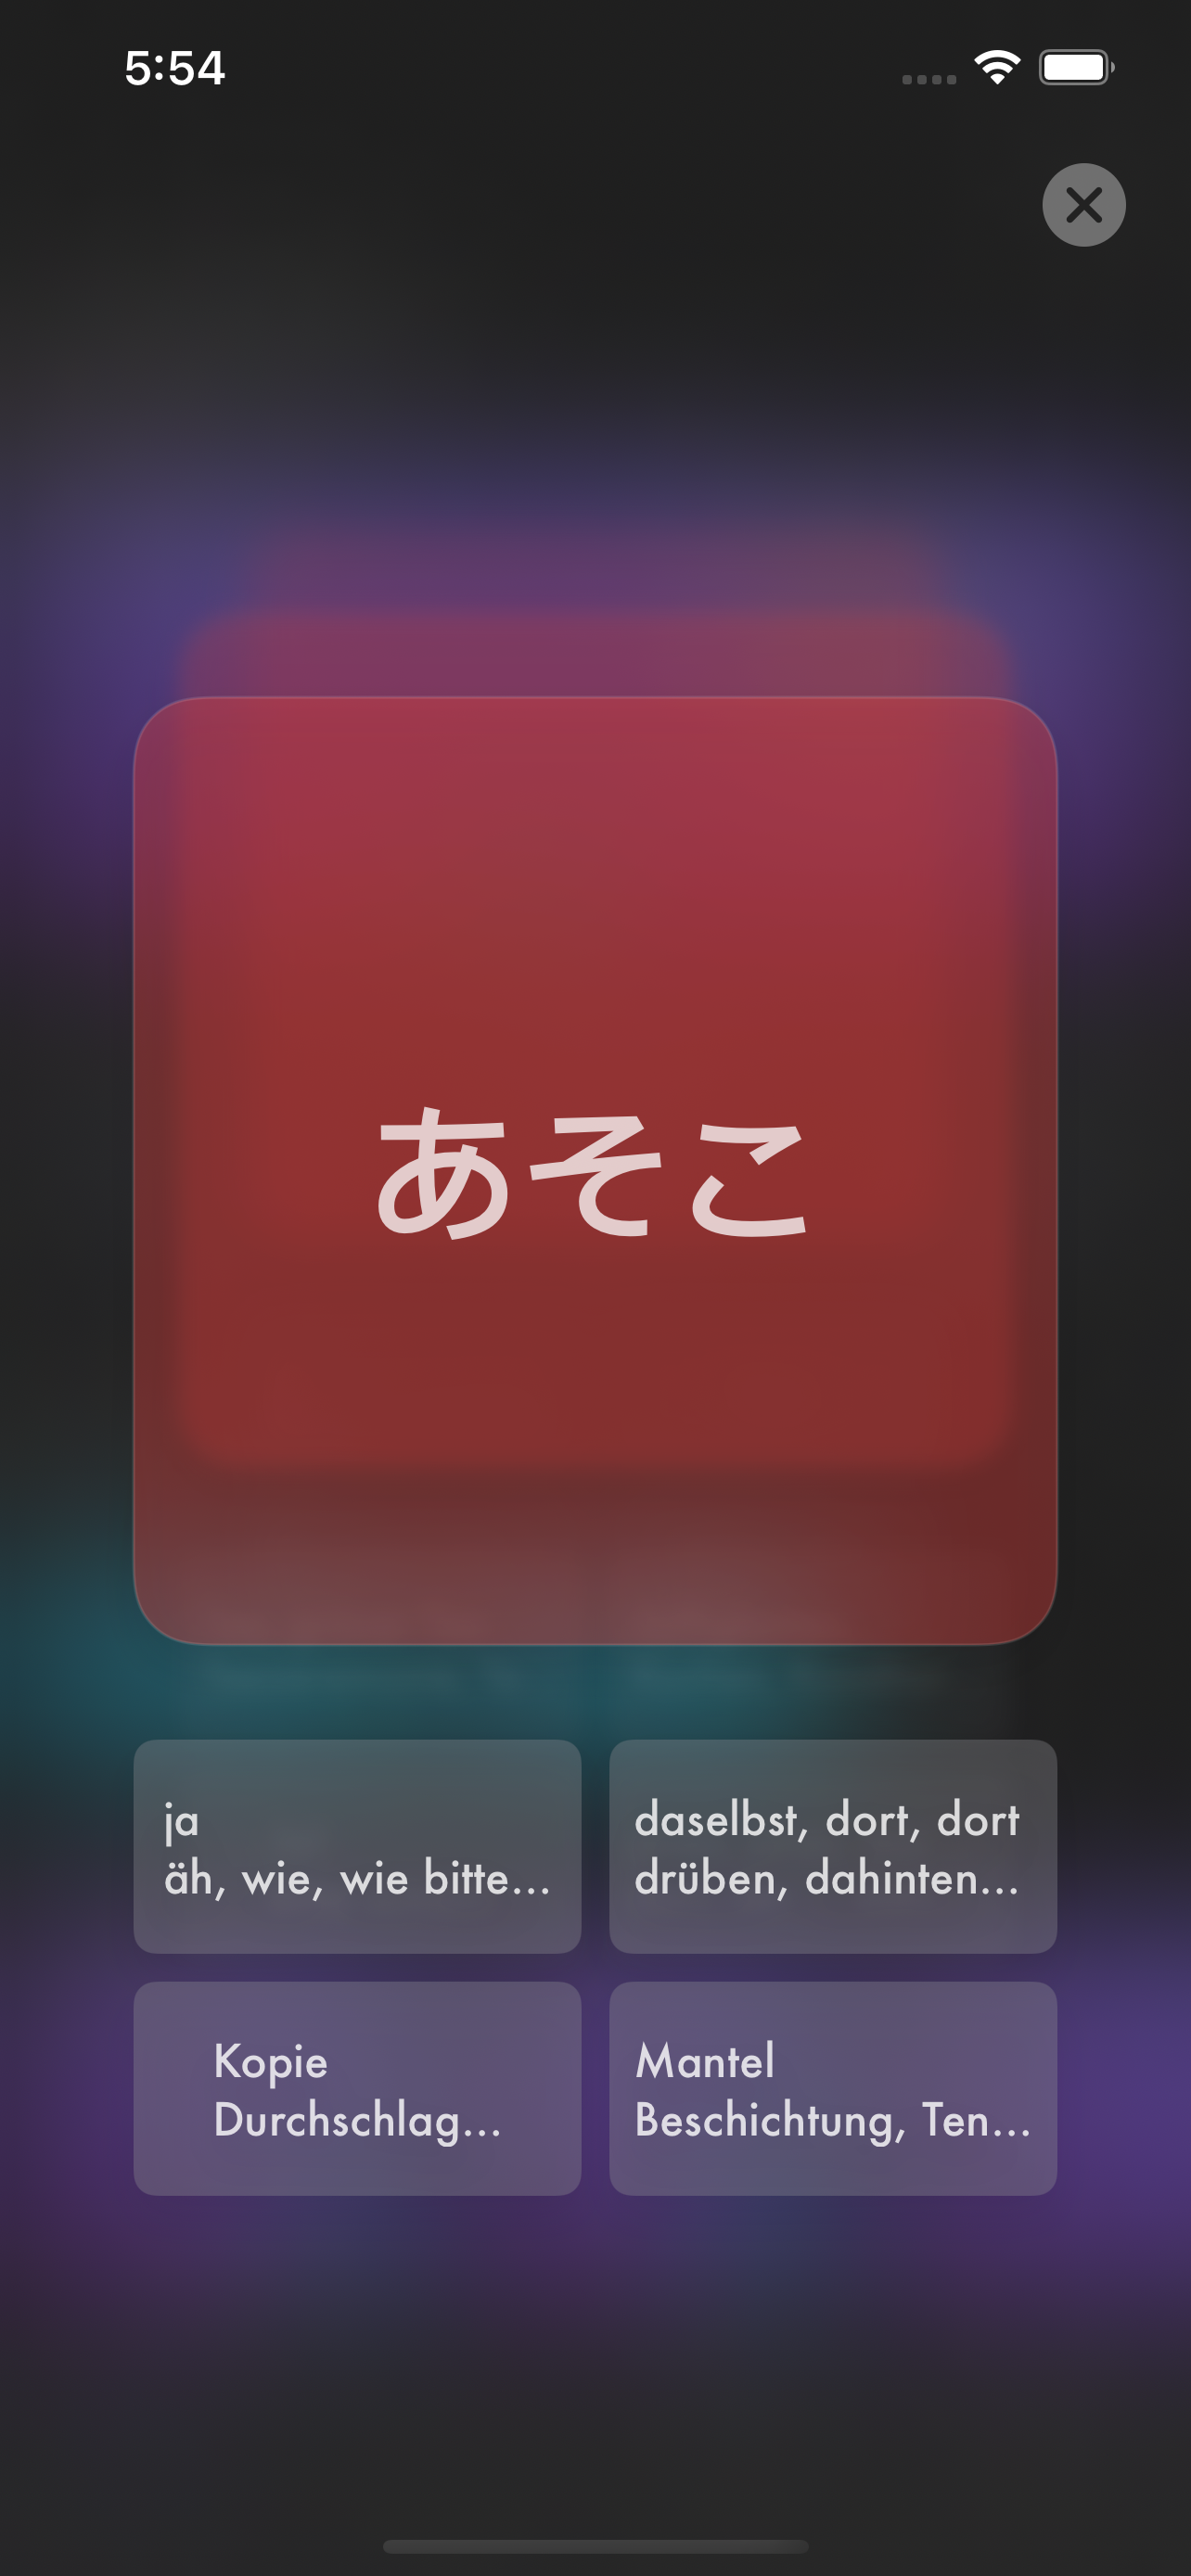 5:54
あそこ
ja
äh, wie, wie bitte...
daselbst, dort, dort
drüben, dahinten...
Kopie
Durchschlag...
Mantel
Beschichtung, Ten...